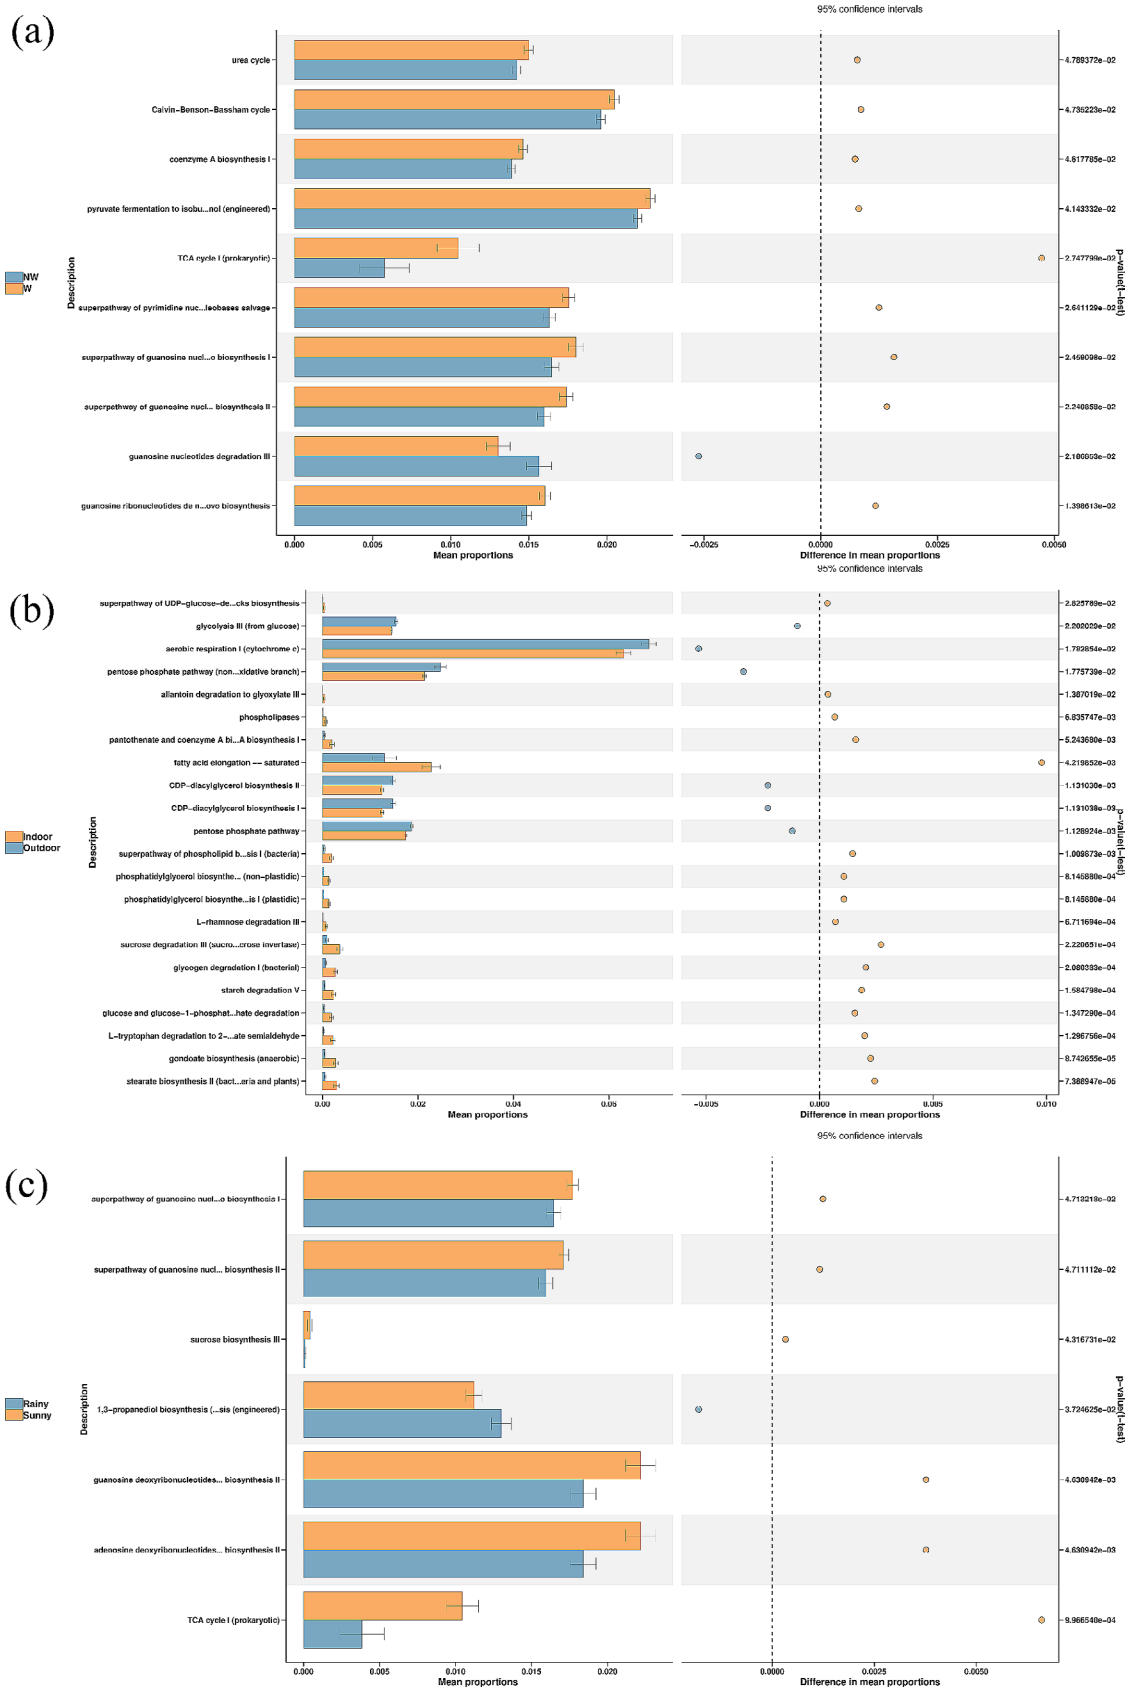 (a)
95% confidence intervals
urea cycle
4.789372e−02
Calvin−Benson−Bassham cycle
4.735223e−02
coenzyme A biosynthesis I
4.617785e−02
pyruvate fermentation to isobu...nol (engineered)
4.143332e−02
TCA cycle I (prokaryotic)
2.747799e−02
superpathway of pyrimidine nuc...leobases salvage
2.641129e−02
superpathway of guanosine nucl...o biosynthesis I
2.459098e−02
superpathway of guanosine nucl... biosynthesis II
2.240853e−02
guanosine nucleotides degradation III
2.186853e−02
guanosine ribonucleotides de n...ovo biosynthesis
1.398613e−02
NW
W
Description
p−value(t−test)
0.000 0.005 0.010 0.015 0.020
Mean proportions
−0.0025 0.0000 0.0025 0.0050
Difference in mean proportions
(b)
95% confidence intervals
superpathway of UDP−glucose−de...cks biosynthesis
2.825789e−02
glycolysis III (from glucose)
2.202029e−02
aerobic respiration I (cytochrome c)
1.782854e−02
pentose phosphate pathway (non...xidative branch)
1.775739e−02
allantoin degradation to glyoxylate III
1.387019e−02
phospholipases
6.835747e−03
pantothenate and coenzyme A bi...A biosynthesis I
5.243680e−03
fatty acid elongation −− saturated
4.219852e−03
CDP−diacylglycerol biosynthesis II
1.131038e−03
CDP−diacylglycerol biosynthesis I
1.131038e−03
pentose phosphate pathway
1.128924e−03
superpathway of phospholipid b...sis I (bacteria)
1.009873e−03
phosphatidylglycerol biosynthe... (non−plastidic)
8.145880e−04
phosphatidylglycerol biosynthe...is I (plastidic)
8.145880e−04
L−rhamnose degradation III
6.711694e−04
sucrose degradation III (sucro...crose invertase)
2.220651e−04
glycogen degradation I (bacterial)
2.080383e−04
starch degradation V
1.584798e−04
glucose and glucose−1−phosphat...hate degradation
1.347290e−04
L−tryptophan degradation to 2−...ate semialdehyde
1.296756e−04
gondoate biosynthesis (anaerobic)
8.742655e−05
stearate biosynthesis II (bact...eria and plants)
7.388947e−05
Indoor
Outdoor
Description
p−value(t−test)
0.00 0.02 0.04 0.06
Mean proportions
−0.005 0.000 0.005 0.010
Difference in mean proportions
(c)
95% confidence intervals
superpathway of guanosine nucl...o biosynthesis I
4.713218e−02
superpathway of guanosine nucl... biosynthesis II
4.711112e−02
sucrose biosynthesis III
4.316731e−02
1,3−propanediol biosynthesis (...sis (engineered)
3.724625e−02
guanosine deoxyribonucleotides... biosynthesis II
4.630942e−03
adenosine deoxyribonucleotides... biosynthesis II
4.630942e−03
TCA cycle I (prokaryotic)
9.966540e−04
Rainy
Sunny
Description
p−value(t−test)
0.000 0.005 0.010 0.015 0.020
Mean proportions
0.0000 0.0025 0.0050
Difference in mean proportions